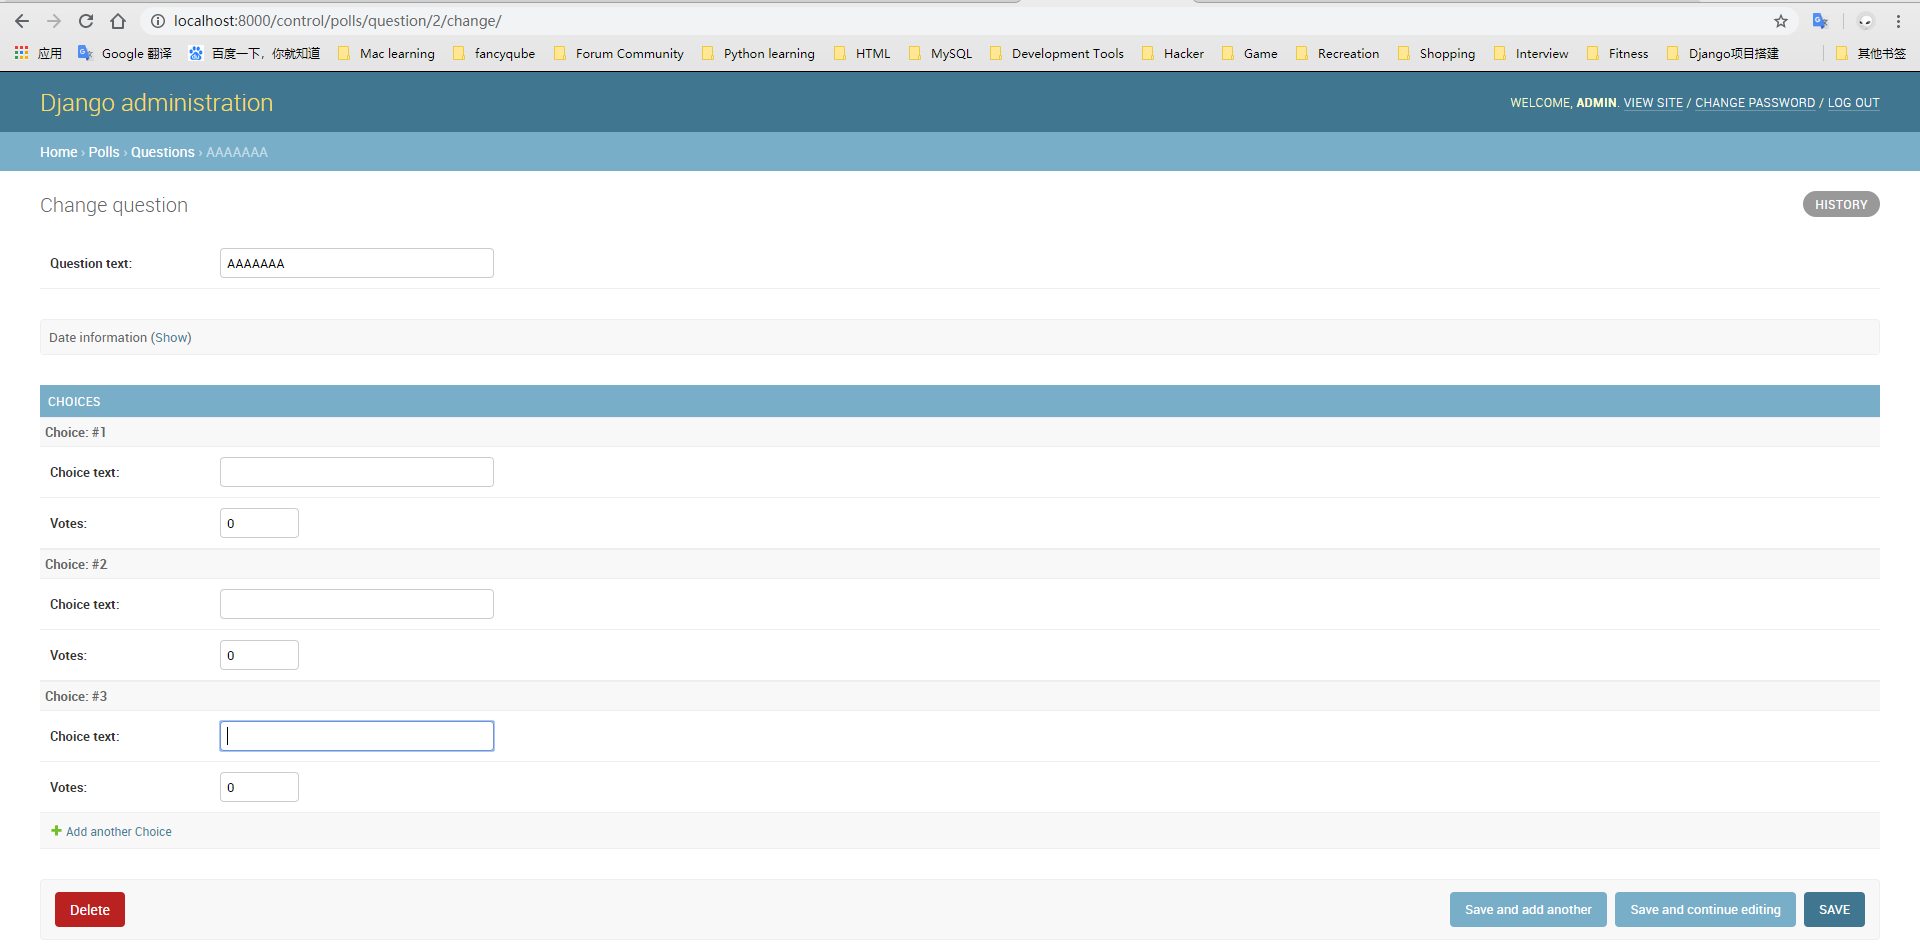 localhost:8000/control/polls/question/2/change/
应用 Google 翻译 百度一下，你就知道 Mac learning fancyqube Forum Community Python learning HTML MySQL Development Tools Hacker Game Recreation Shopping Interview Fitness Django项目搭建 其他书签
Django administration
WELCOME, ADMIN. VIEW SITE / CHANGE PASSWORD / LOG OUT
Home › Polls › Questions › AAAAAAA
Change question
HISTORY
Question text: AAAAAAA
Date information (Show)
CHOICES
Choice: #1
Choice text:
Votes: 0
Choice: #2
Choice text:
Votes: 0
Choice: #3
Choice text:
Votes: 0
Add another Choice
Delete Save and add another Save and continue editing SAVE